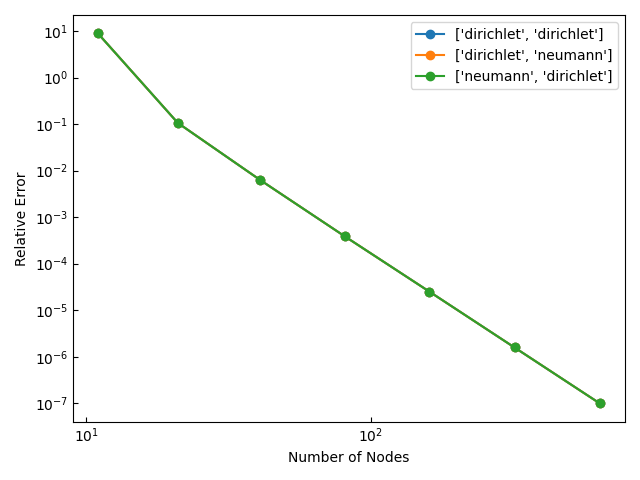 ['dirichlet', 'dirichlet']
['dirichlet', 'neumann']
['neumann', 'dirichlet']
10¹
10⁰
10⁻¹
10⁻²
10⁻³
10⁻⁴
10⁻⁵
10⁻⁶
10⁻⁷
Relative Error
10¹ 10²
Number of Nodes